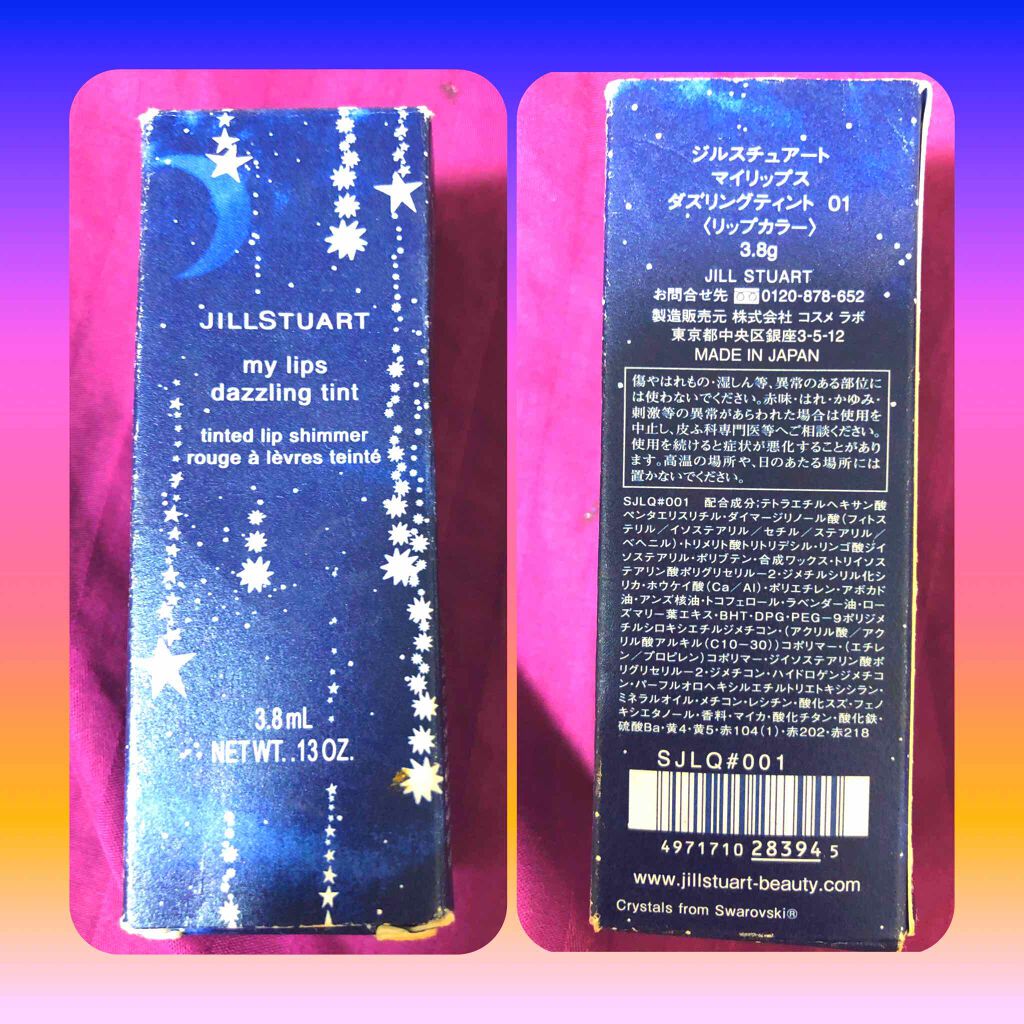 JILLSTUART
my lips
dazzling tint
tinted lip shimmer
rouge à lèvres teinté
3.8 mL
NET WT. .13 OZ.
ジルスチュアート
マイリップス
ダズリングティント 01
〈リップカラー〉
3.8g
JILL STUART
お問合せ先 0120-878-652
製造販売元 株式会社 コスメ ラボ
東京都中央区銀座3-5-12
MADE IN JAPAN
傷やはれもの・湿しん等、異常のある部位に
は使わないでください。赤味・はれ・かゆみ・
刺激等の異常があらわれた場合は使用を
中止し、皮ふ科専門医等へご相談ください。
使用を続けると症状が悪化することがあり
ます。高温の場所や、日のあたる場所には
置かないでください。
SJLQ#001 配合成分:テトラエチルヘキサン酸
ペンタエリスリチル・ダイマージリノール酸(フィトス
テリル/イソステアリル/セチル/ステアリル/
ベヘニル)・トリメリト酸トリトリデシル・リンゴ酸ジイ
ソステアリル・ポリブテン・合成ワックス・トリイソス
テアリン酸ポリグリセリル-2・ジメチルシリル化シ
リカ・ホウケイ酸(Ca/Al)・ポリエチレン・アボカド
油・アンズ核油・トコフェロール・ラベンダー油・ロー
ズマリー葉エキス・BHT・DPG・PEG-9ポリジメ
チルシロキシエチルジメチコン・(アクリル酸/アク
リル酸アルキル(C10-30))コポリマー・(エチレ
ン/プロピレン)コポリマー・ジイソステアリン酸ポ
リグリセリル-2・ジメチコン・ハイドロゲンジメチコ
ン・パーフルオロヘキシルエチルトリエトキシシラン・
ミネラルオイル・メチコン・レシチン・酸化スズ・フェノ
キシエタノール・香料・マイカ・酸化チタン・酸化鉄・
硫酸Ba・黄4・黄5・赤104(1)・赤202・赤218
SJLQ#001
4971710 28394 5
www.jillstuart-beauty.com
Crystals from Swarovski®